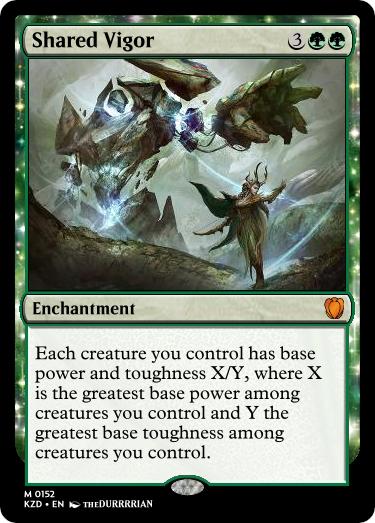 Shared Vigor 3
Enchantment
Each creature you control has base
power and toughness X/Y, where X
is the greatest base power among
creatures you control and Y the
greatest base toughness among
creatures you control.
M 0152
KZD • EN theDURRRRIAN